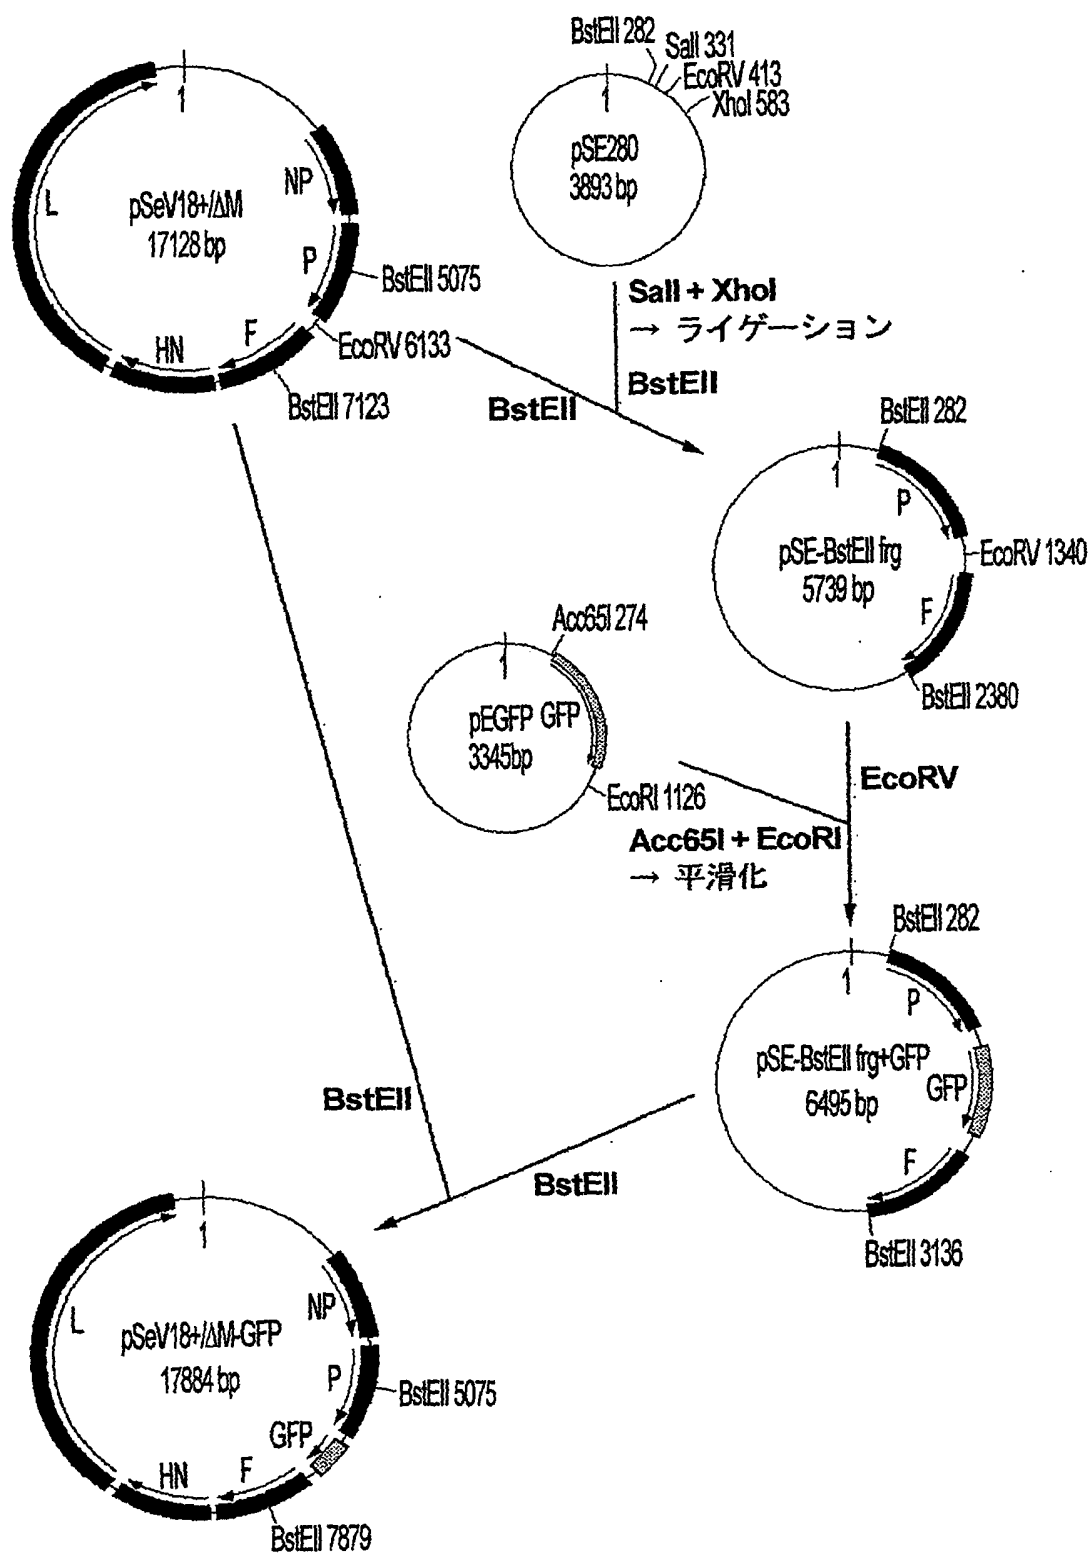 BstEII 282
SalI 331
EcoRV 413
XhoI 583
1
pSE280
3893 bp
1
NP
L
pSeV18+/ΔM
17128 bp
P
BstEII 5075
F
HN
EcoRV 6133
BstEII 7123
SalI + XhoI
→ ライゲーション
BstEII
BstEII
BstEII 282
1
P
pSE-BstEII frg
5739 bp
EcoRV 1340
F
BstEII 2380
Acc65I 274
1
pEGFP GFP
3345bp
EcoRI 1126
EcoRV
Acc65I + EcoRI
→ 平滑化
BstEII 282
1
P
pSE-BstEII frg+GFP
6495 bp
GFP
F
BstEII 3136
BstEII
BstEII
1
NP
L
pSeV18+/ΔM-GFP
17884 bp
P
BstEII 5075
GFP
F
HN
BstEII 7879